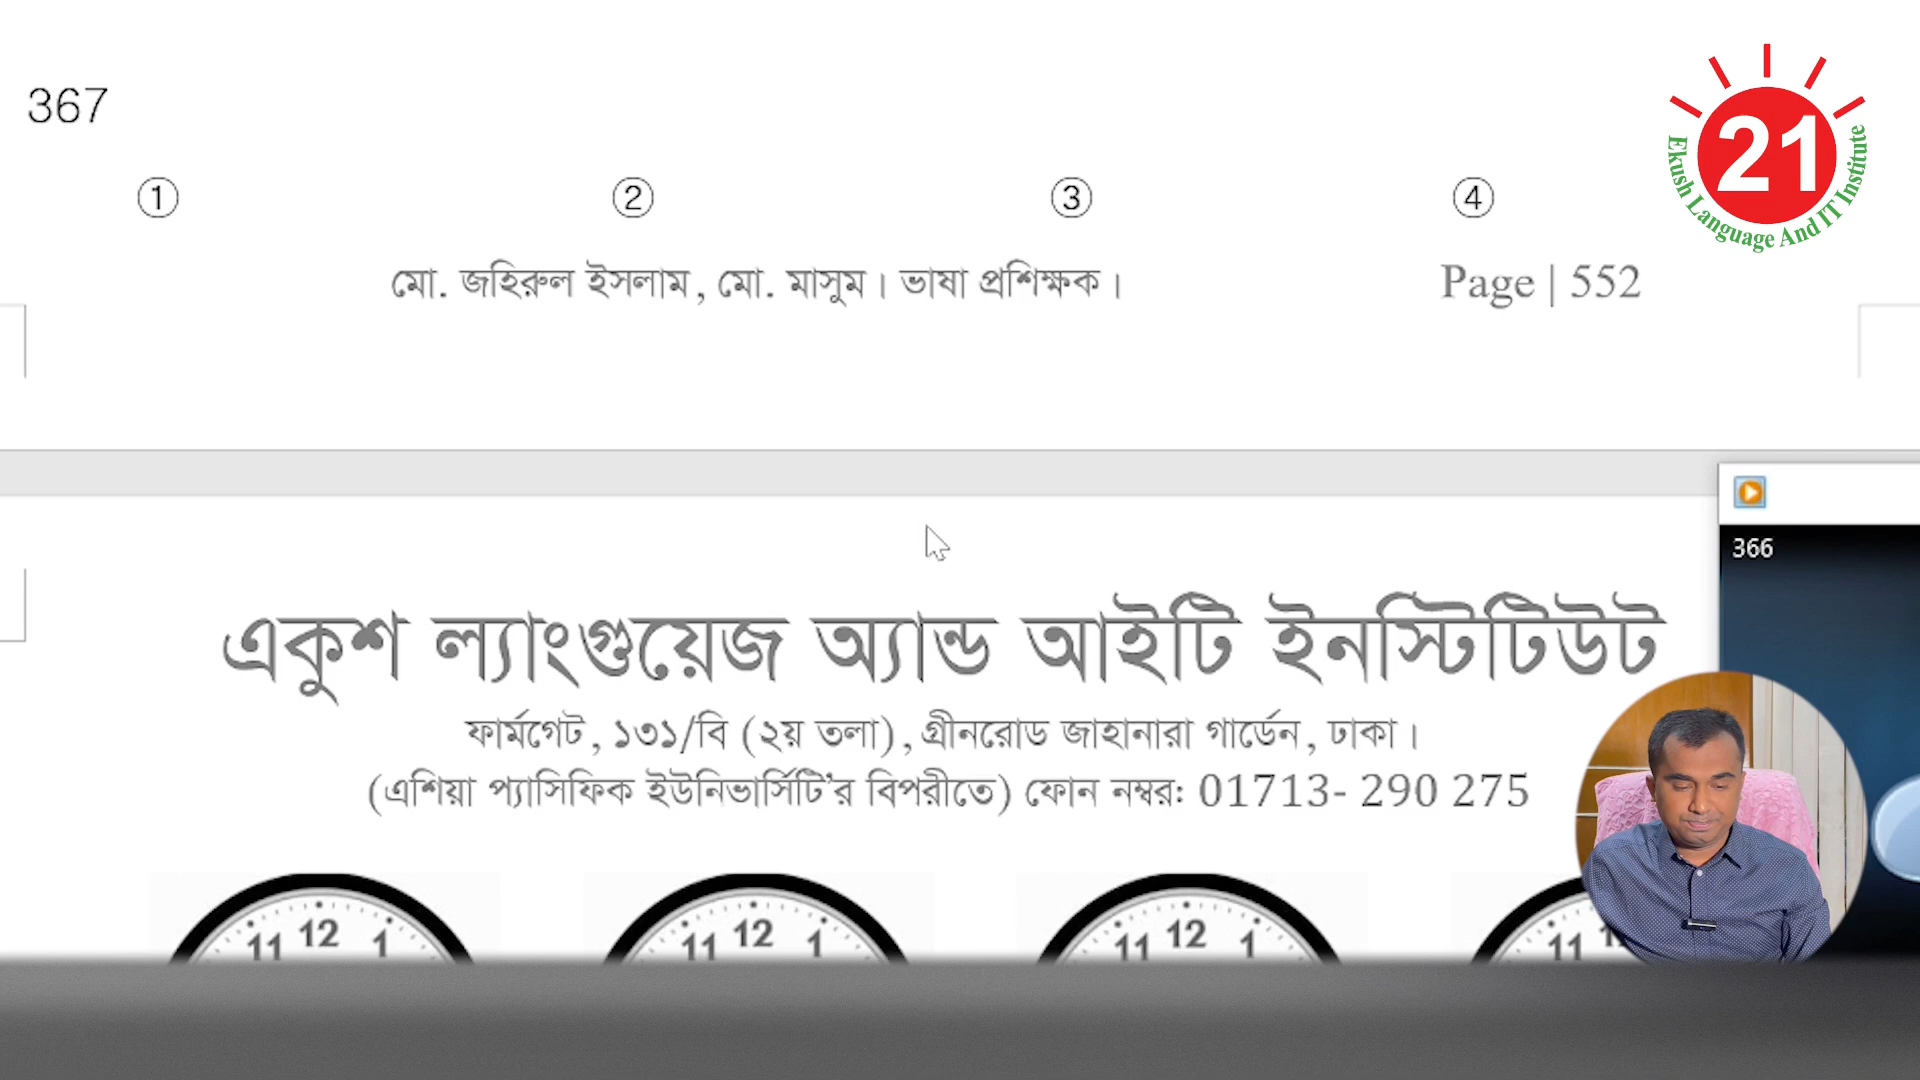 367
① ② ③ ④
21
Ekush Language And IT Institute
মো. জহিরুল ইসলাম, মো. মাসুম। ভাষা প্রশিক্ষক।
Page | 552
366
একুশ ল্যাংগুয়েজ অ্যান্ড আইটি ইনস্টিটিউট
ফার্মগেট, ১৩১/বি (২য় তলা), গ্রীনরোড জাহানারা গার্ডেন, ঢাকা।
(এশিয়া প্যাসিফিক ইউনিভার্সিটি'র বিপরীতে) ফোন নম্বরঃ 01713- 290 275
11 12 1
11 12 1
11 12 1
11